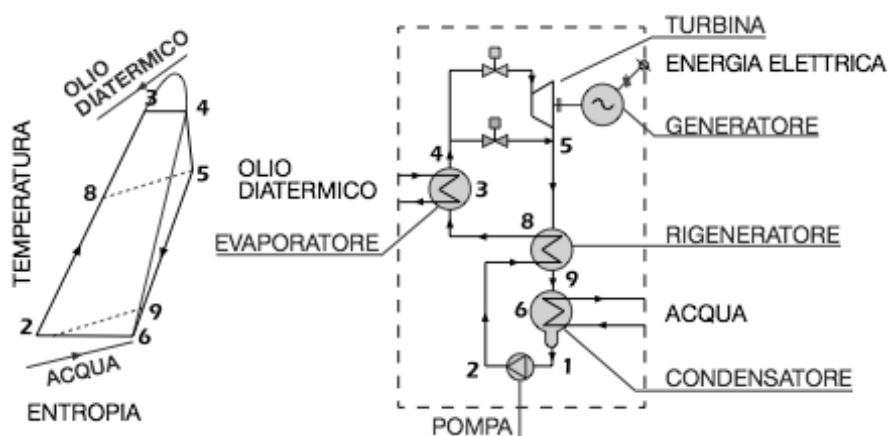 OLIO
DIATERMICO
3
4
5
8
TEMPERATURA
2
9
6
ACQUA
ENTROPIA
TURBINA
ENERGIA ELETTRICA
GENERATORE
4
5
OLIO
DIATERMICO
3
EVAPORATORE
8
RIGENERATORE
9
6
ACQUA
2
1
CONDENSATORE
POMPA